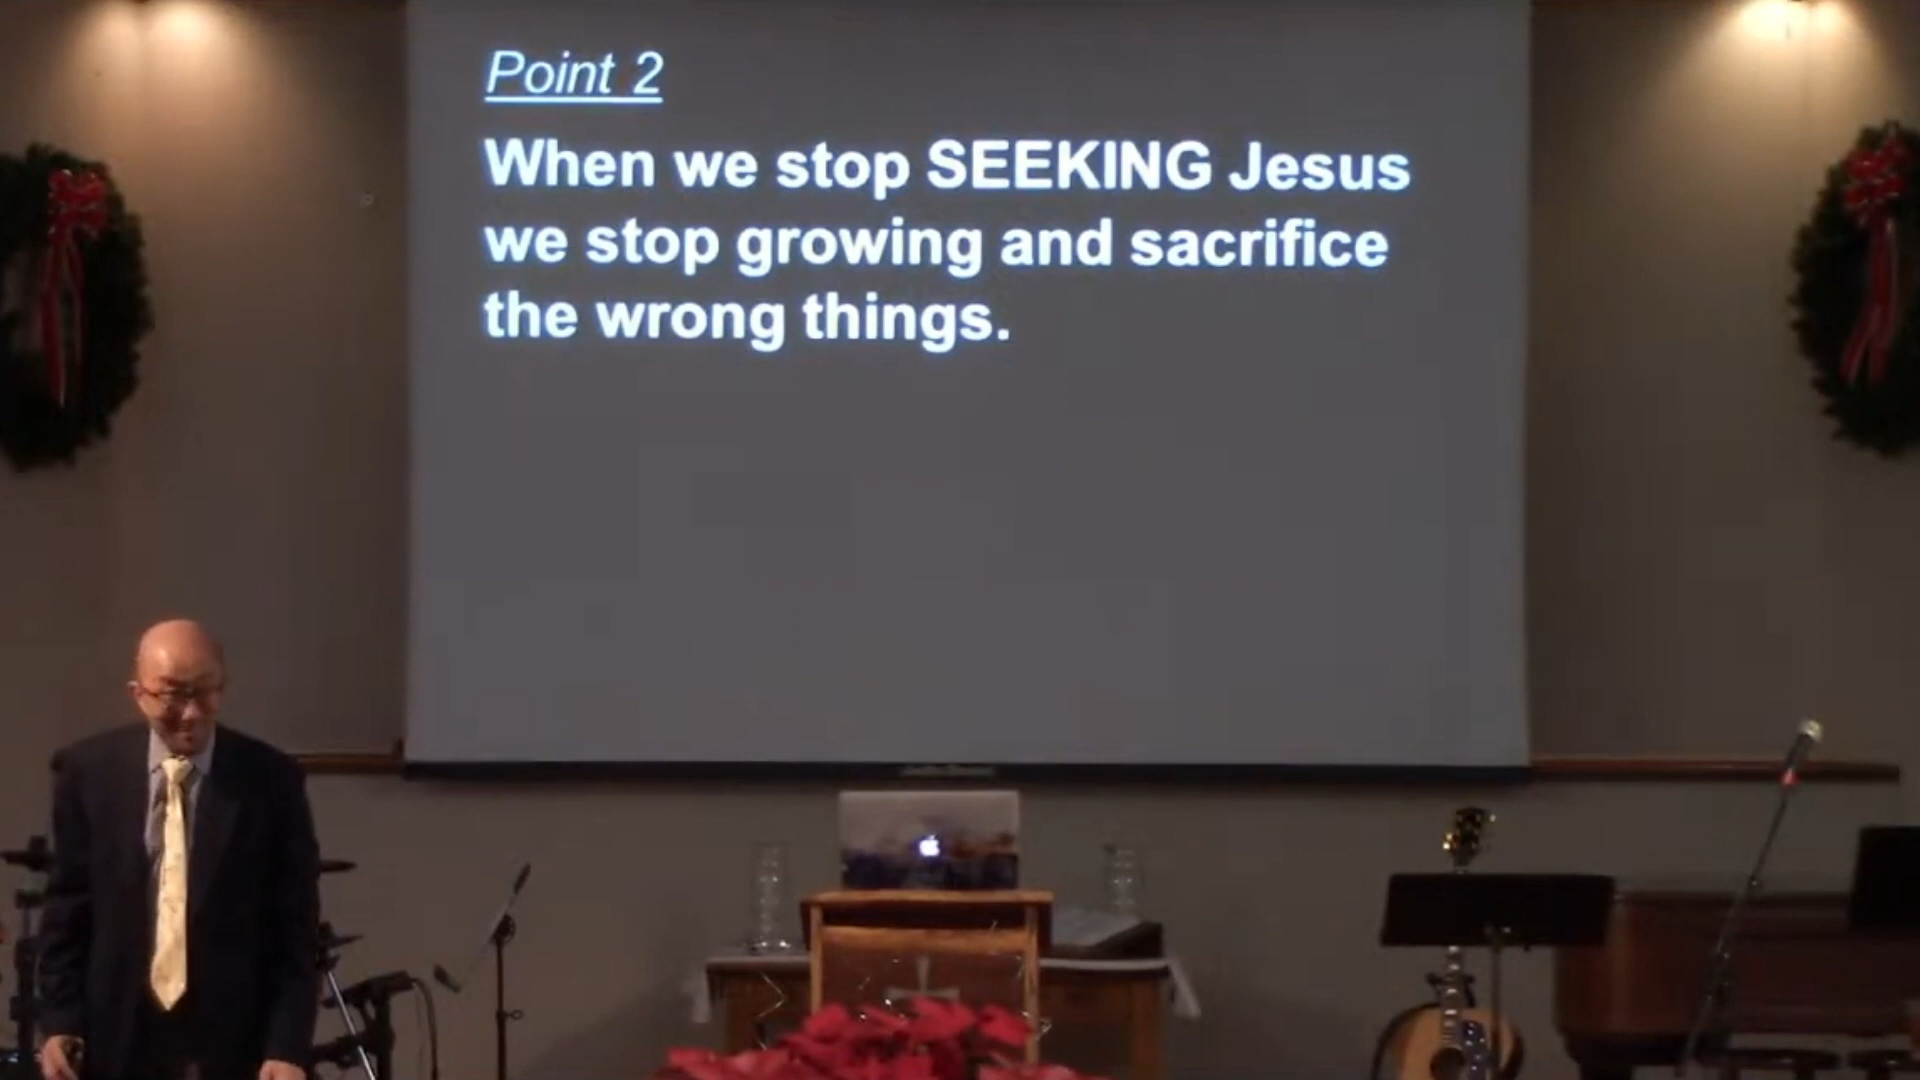 Point 2
When we stop SEEKING Jesus
we stop growing and sacrifice
the wrong things.